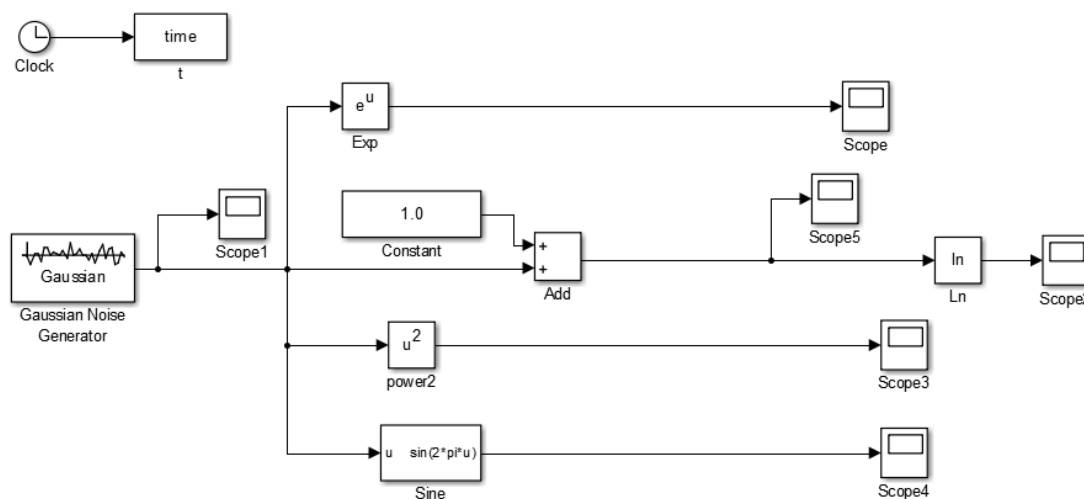 time
Clock
t
e^u
Exp
Scope
Scope1
1.0
Constant
Scope5
+
+
Add
ln
Ln
Scope2
Gaussian
Gaussian Noise
Generator
u^2
power2
Scope3
u sin(2*pi*u)
Sine
Scope4